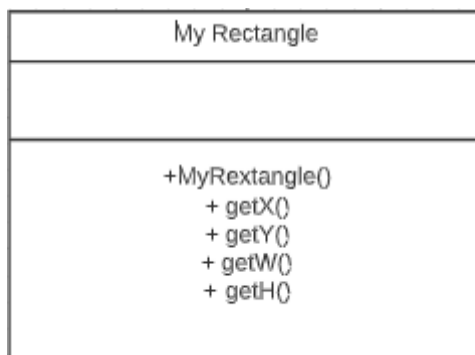 My Rectangle
+MyRextangle()
+ getX()
+ getY()
+ getW()
+ getH()